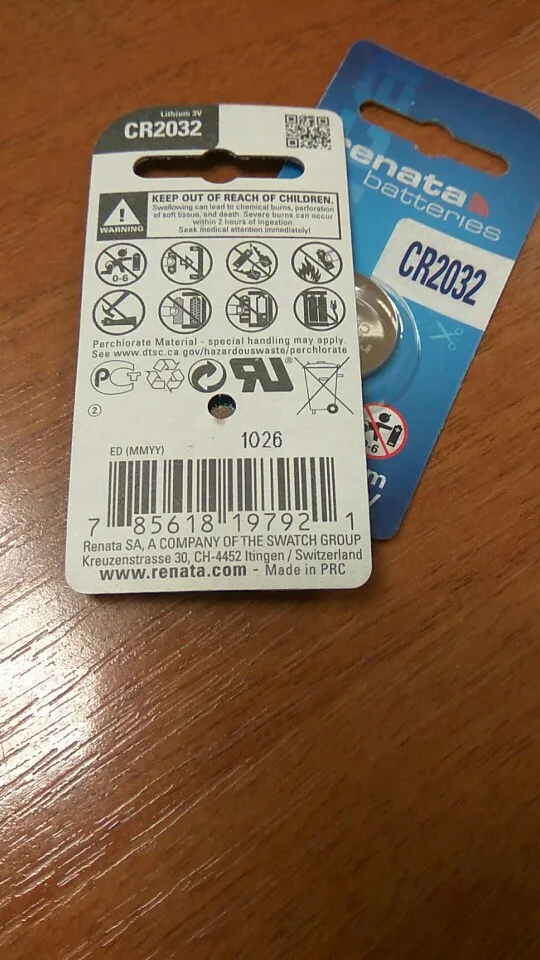 Lithium 3V
CR2032
KEEP OUT OF REACH OF CHILDREN.
Swallowing can lead to chemical burns, perforation
of soft tissue, and death. Severe burns can occur
within 2 hours of ingestion.
Seek medical attention immediately!
WARNING
0-6
Perchlorate Material - special handling may apply.
See www.dtsc.ca.gov/hazardouswaste/perchlorate
2
ED (MMYY) 1026
7 85618 19792 1
Renata SA, A COMPANY OF THE SWATCH GROUP
Kreuzenstrasse 30, CH-4452 Itingen / Switzerland
www.renata.com - Made in PRC
renata
batteries
CR2032
0-6